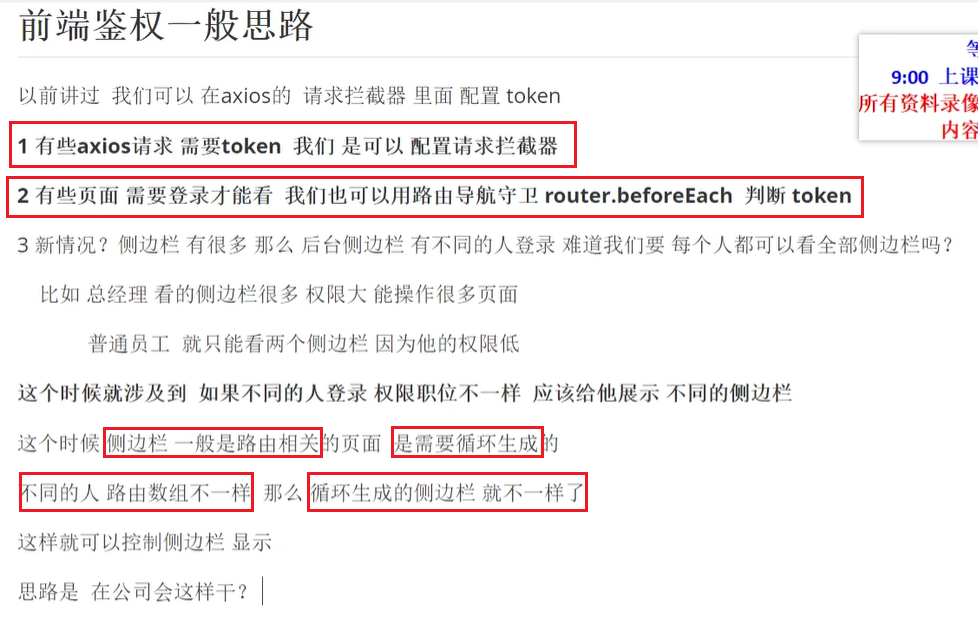 前端鉴权一般思路
以前讲过 我们可以 在axios的 请求拦截器 里面 配置 token
1 有些axios请求 需要token 我们 是可以 配置请求拦截器
2 有些页面 需要登录才能看 我们也可以用路由导航守卫 router.beforeEach 判断 token
3 新情况？侧边栏 有很多 那么 后台侧边栏 有不同的人登录 难道我们要 每个人都可以看全部侧边栏吗？
比如 总经理 看的侧边栏很多 权限大 能操作很多页面
普通员工 就只能看两个侧边栏 因为他的权限低
这个时候就涉及到 如果不同的人登录 权限职位不一样 应该给他展示 不同的侧边栏
这个时候 侧边栏 一般是路由相关的页面 是需要循环生成的
不同的人 路由数组不一样 那么 循环生成的侧边栏 就不一样了
这样就可以控制侧边栏 显示
思路是 在公司会这样干？
9:00 上课
所有资料录像
内容